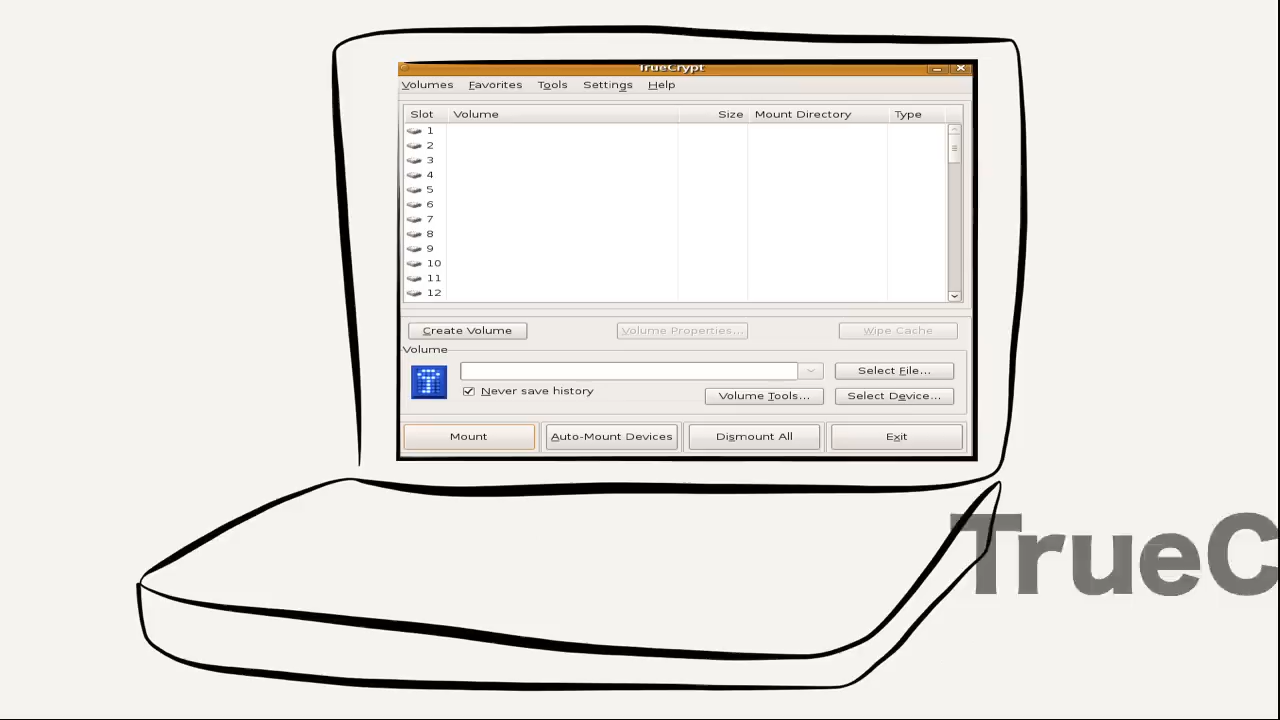 TrueCrypt
Volumes Favorites Tools Settings Help
Slot Volume Size Mount Directory Type
1
2
3
4
5
6
7
8
9
10
11
12
Create Volume Volume Properties... Wipe Cache
Volume
Select File...
Never save history
Volume Tools... Select Device...
Mount Auto-Mount Devices Dismount All Exit
TrueC